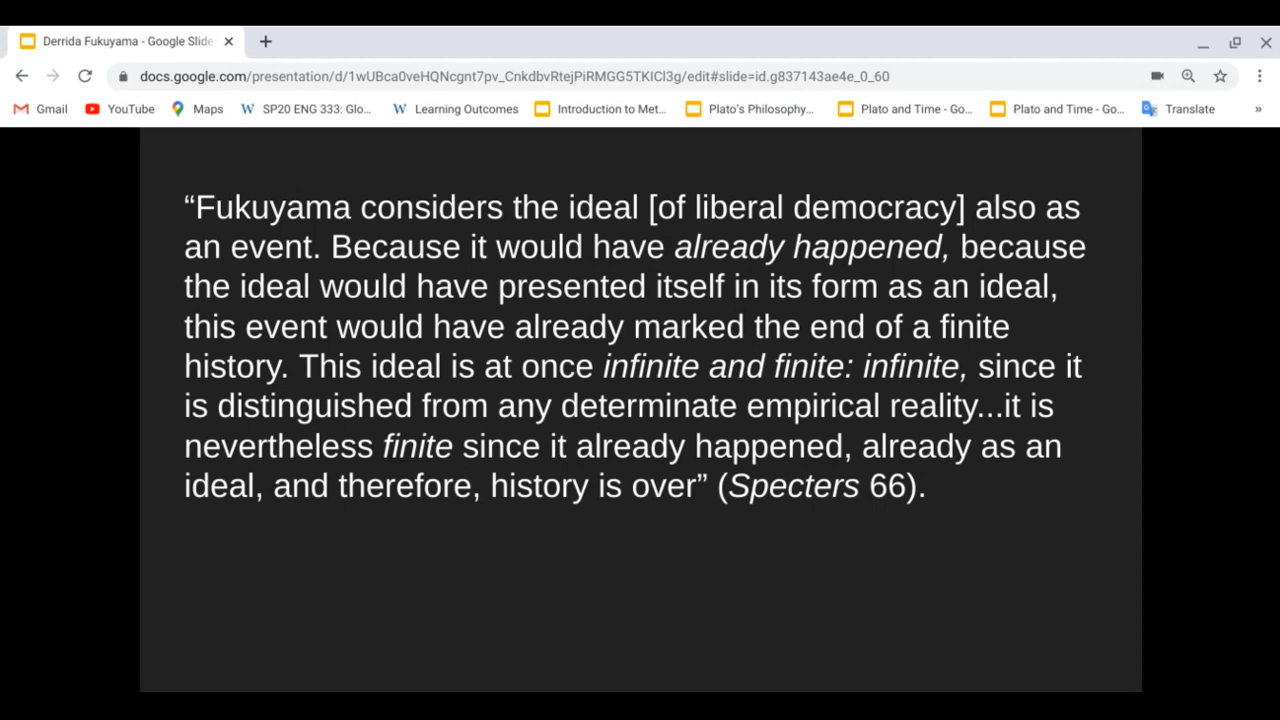 Derrida Fukuyama - Google Slide
docs.google.com/presentation/d/1wUBca0veHQNcgnt7pv_CnkdbvRtejPiRMGG5TKICl3g/edit#slide=id.g837143ae4e_0_60
Gmail YouTube Maps SP20 ENG 333: Glo... Learning Outcomes Introduction to Met... Plato's Philosophy... Plato and Time - Go... Plato and Time - Go... Translate »
“Fukuyama considers the ideal [of liberal democracy] also as
an event. Because it would have already happened, because
the ideal would have presented itself in its form as an ideal,
this event would have already marked the end of a finite
history. This ideal is at once infinite and finite: infinite, since it
is distinguished from any determinate empirical reality...it is
nevertheless finite since it already happened, already as an
ideal, and therefore, history is over” (Specters 66).